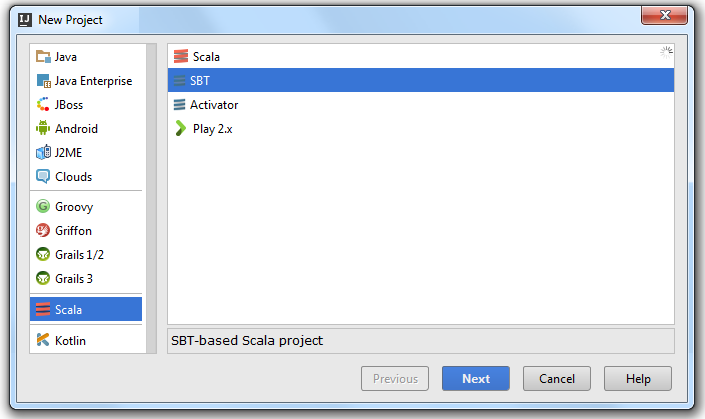 IJ New Project
Java
Java Enterprise
JBoss
Android
J2ME
Clouds
Groovy
Griffon
Grails 1/2
Grails 3
Scala
Kotlin
Scala
SBT
Activator
Play 2.x
SBT-based Scala project
Previous
Next
Cancel
Help